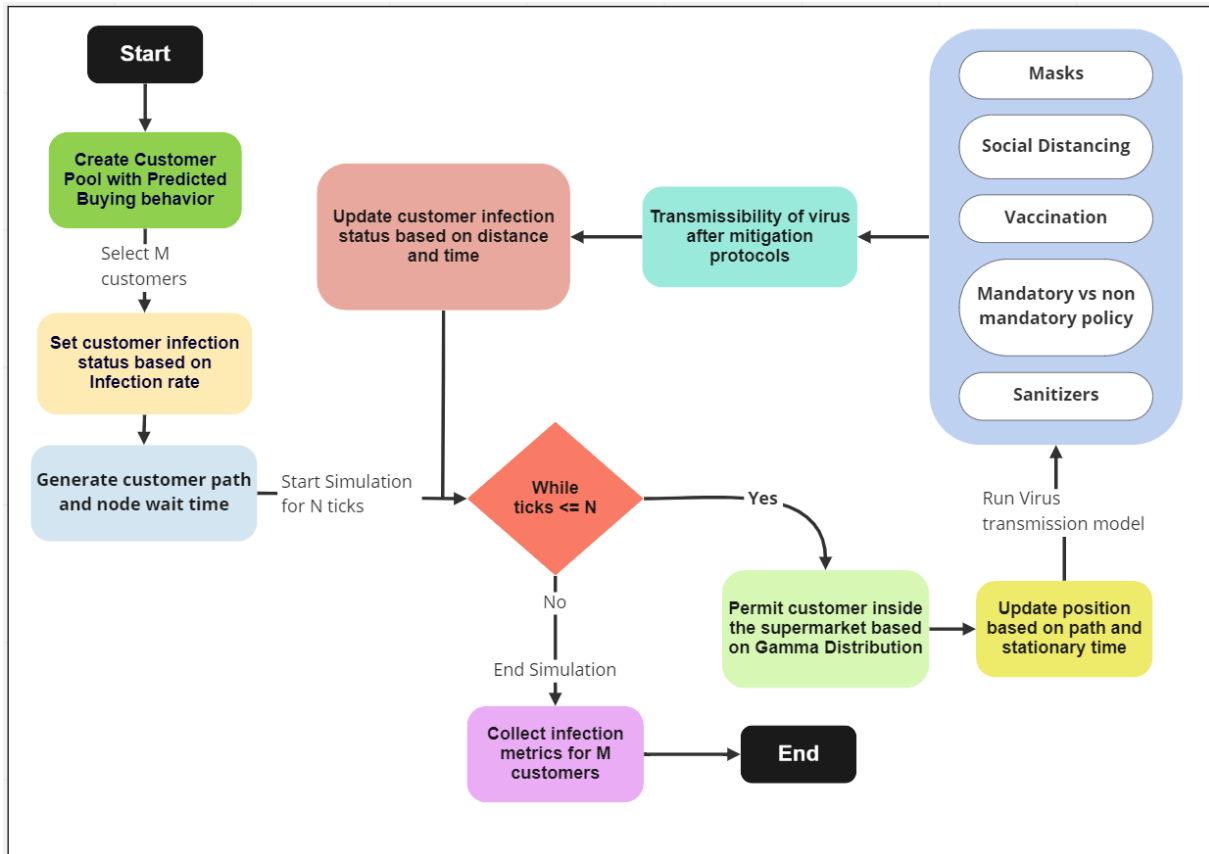 Start
Create Customer
Pool with Predicted
Buying behavior
Select M
customers
Set customer infection
status based on
Infection rate
Generate customer path
and node wait time
Start Simulation
for N ticks
While
ticks <= N
Yes
Permit customer inside
the supermarket based
on Gamma Distribution
Update position
based on path and
stationary time
Run Virus
transmission model
Masks
Social Distancing
Vaccination
Mandatory vs non
mandatory policy
Sanitizers
Transmissibility of virus
after mitigation
protocols
Update customer infection
status based on distance
and time
No
End Simulation
Collect infection
metrics for M
customers
End